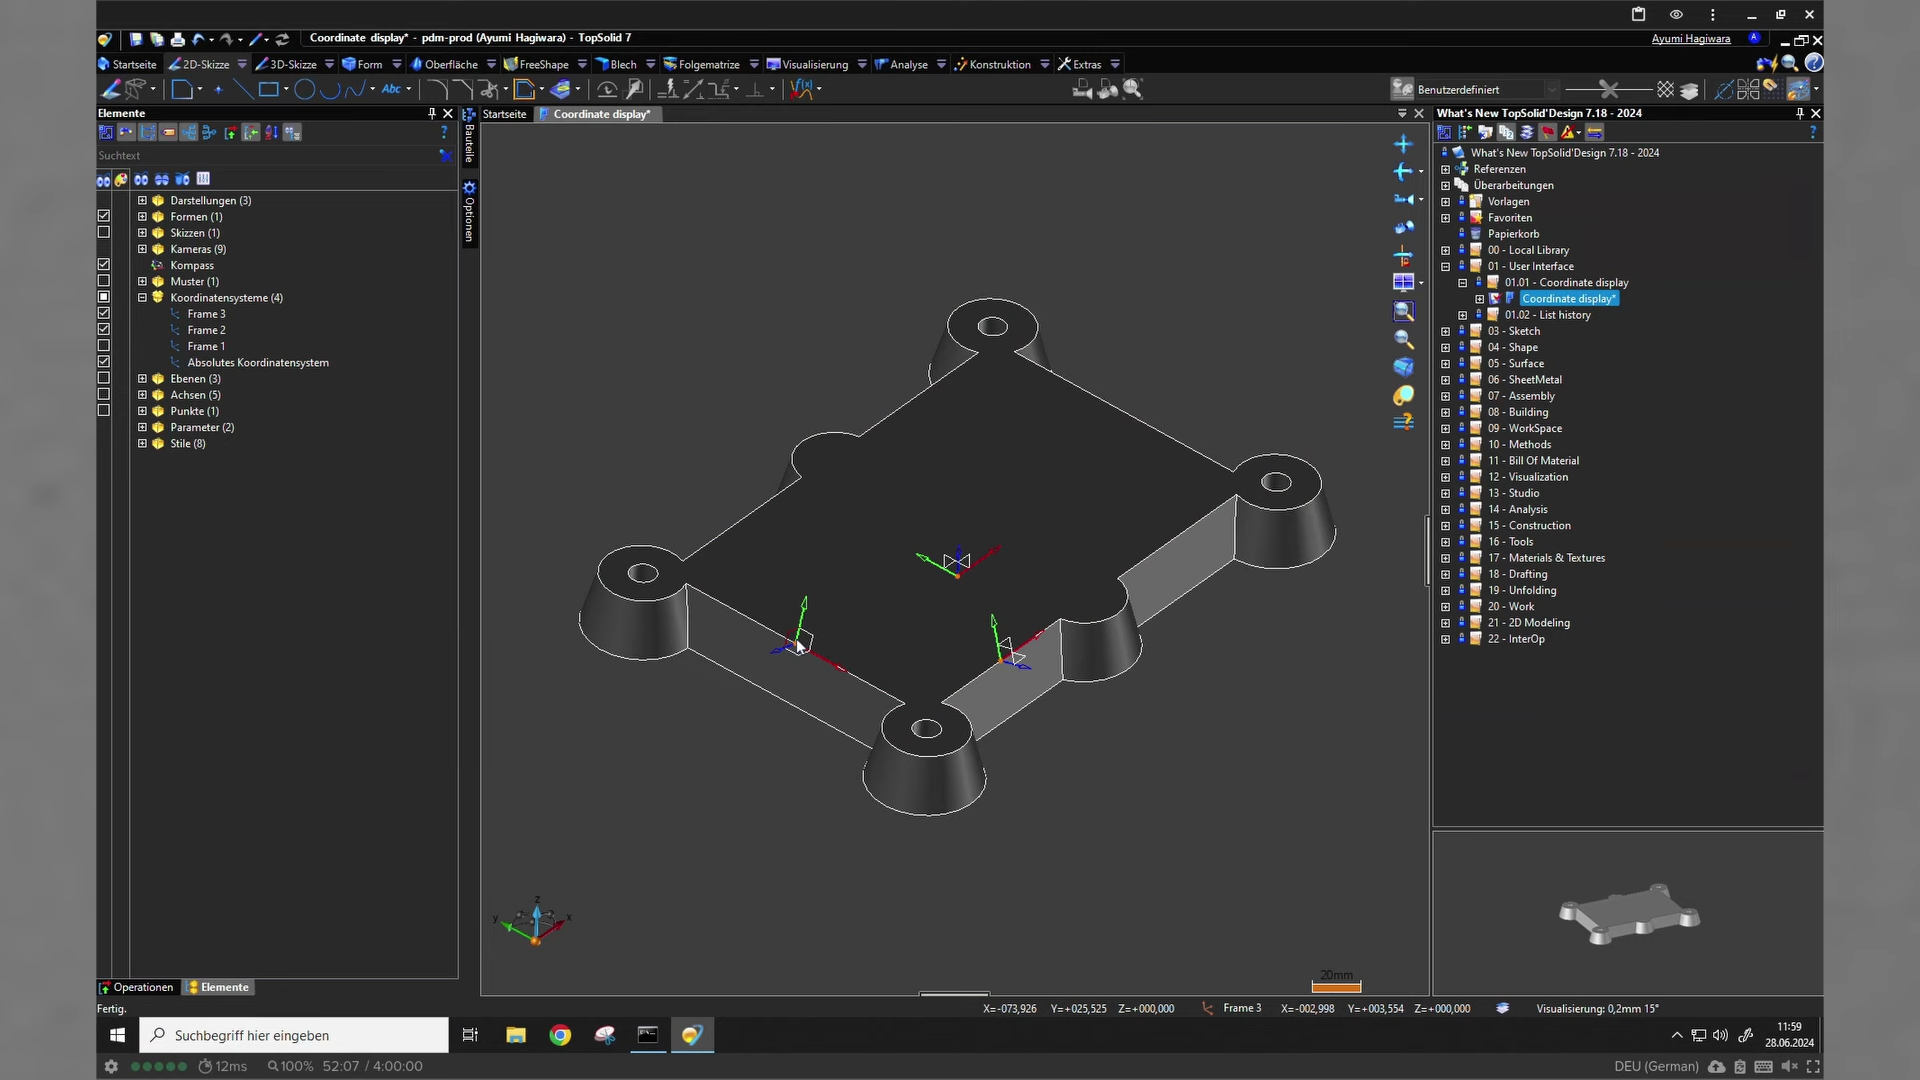 Coordinate display* - pdm-prod (Ayumi Hagiwara) - TopSolid 7
Ayumi Hagiwara
A
Startseite
2D-Skizze
3D-Skizze
Form
Oberfläche
FreeShape
Blech
Folgematrize
Visualisierung
Analyse
Konstruktion
Extras
Abc
Benutzerdefiniert
Elemente
Suchtext
Darstellungen (3)
Formen (1)
Skizzen (1)
Kameras (9)
Kompass
Muster (1)
Koordinatensysteme (4)
Frame 3
Frame 2
Frame 1
Absolutes Koordinatensystem
Ebenen (3)
Achsen (5)
Punkte (1)
Parameter (2)
Stile (8)
Operationen
Elemente
Bauteile
Optionen
Startseite
Coordinate display*
z
y
x
20mm
What's New TopSolid'Design 7.18 - 2024
What's New TopSolid'Design 7.18 - 2024
Referenzen
Überarbeitungen
Vorlagen
Favoriten
Papierkorb
00 - Local Library
01 - User Interface
01.01 - Coordinate display
Coordinate display*
01.02 - List history
03 - Sketch
04 - Shape
05 - Surface
06 - SheetMetal
07 - Assembly
08 - Building
09 - WorkSpace
10 - Methods
11 - Bill Of Material
12 - Visualization
13 - Studio
14 - Analysis
15 - Construction
16 - Tools
17 - Materials & Textures
18 - Drafting
19 - Unfolding
20 - Work
21 - 2D Modeling
22 - InterOp
Fertig.
X=-073,926 Y=+025,525 Z=+000,000
Frame 3
X=-002,998 Y=+003,554 Z=+000,000
Visualisierung: 0,2mm 15°
Suchbegriff hier eingeben
11:59
28.06.2024
12ms
100%
52:07 / 4:00:00
DEU (German)